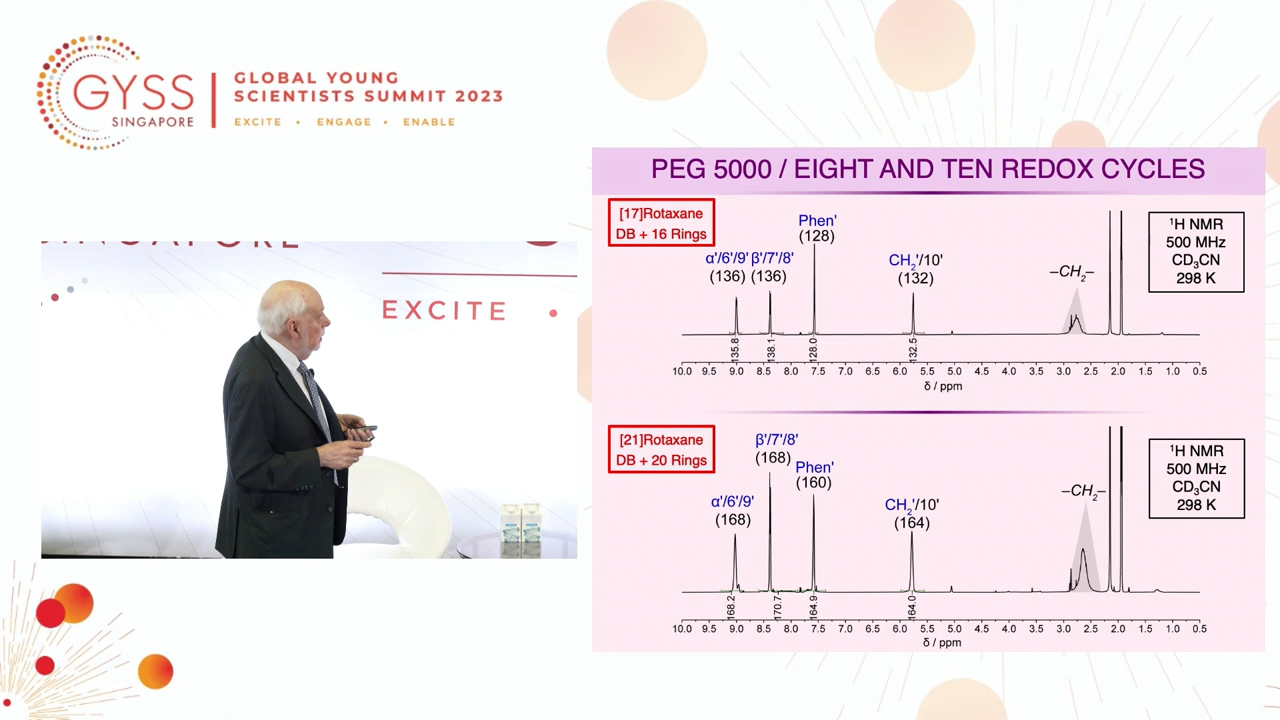 GYSS
SINGAPORE
GLOBAL YOUNG
SCIENTISTS SUMMIT 2023
EXCITE • ENGAGE • ENABLE
SINGAPORE
EXCITE •
PEG 5000 / EIGHT AND TEN REDOX CYCLES
[17]Rotaxane
DB + 16 Rings
Phen'
(128)
α'/6'/9' β'/7'/8'
(136) (136)
CH2'/10'
(132)
–CH2–
1H NMR
500 MHz
CD3CN
298 K
135.8 138.1 128.0 132.5
10.0 9.5 9.0 8.5 8.0 7.5 7.0 6.5 6.0 5.5 5.0 4.5 4.0 3.5 3.0 2.5 2.0 1.5 1.0 0.5
δ / ppm
[21]Rotaxane
DB + 20 Rings
β'/7'/8'
(168)
Phen'
(160)
α'/6'/9'
(168)
CH2'/10'
(164)
–CH2–
1H NMR
500 MHz
CD3CN
298 K
168.2 170.7 164.9 164.0
10.0 9.5 9.0 8.5 8.0 7.5 7.0 6.5 6.0 5.5 5.0 4.5 4.0 3.5 3.0 2.5 2.0 1.5 1.0 0.5
δ / ppm